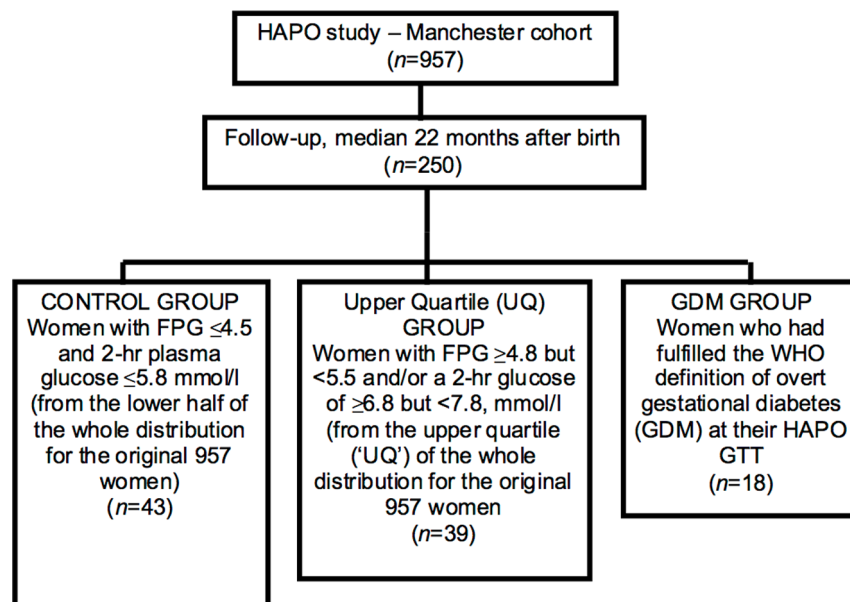 HAPO study – Manchester cohort
(n=957)
Follow-up, median 22 months after birth
(n=250)
CONTROL GROUP
Women with FPG ≤4.5
and 2-hr plasma
glucose ≤5.8 mmol/l
(from the lower half of
the whole distribution
for the original 957
women)
(n=43)
Upper Quartile (UQ)
GROUP
Women with FPG ≥4.8 but
<5.5 and/or a 2-hr glucose
of ≥6.8 but <7.8, mmol/l
(from the upper quartile
(‘UQ’) of the whole
distribution for the original
957 women
(n=39)
GDM GROUP
Women who had
fulfilled the WHO
definition of overt
gestational diabetes
(GDM) at their HAPO
GTT
(n=18)